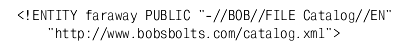 <!ENTITY faraway PUBLIC "-//BOB//FILE Catalog//EN"
"http://www.bobsbolts.com/catalog.xml">